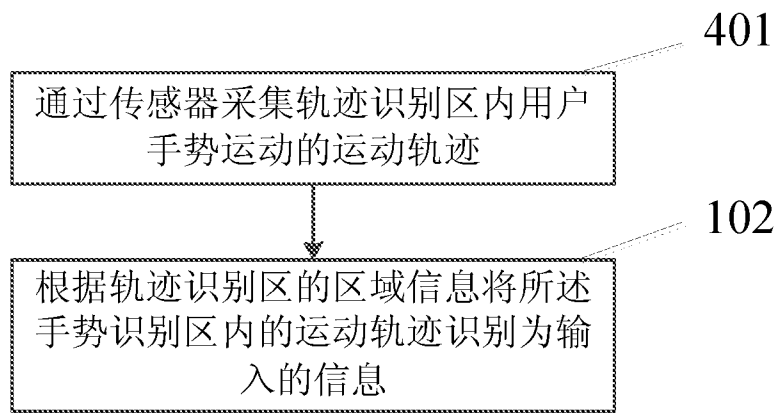 401
通过传感器采集轨迹识别区内用户
手势运动的运动轨迹
102
根据轨迹识别区的区域信息将所述
手势识别区内的运动轨迹识别为输
入的信息